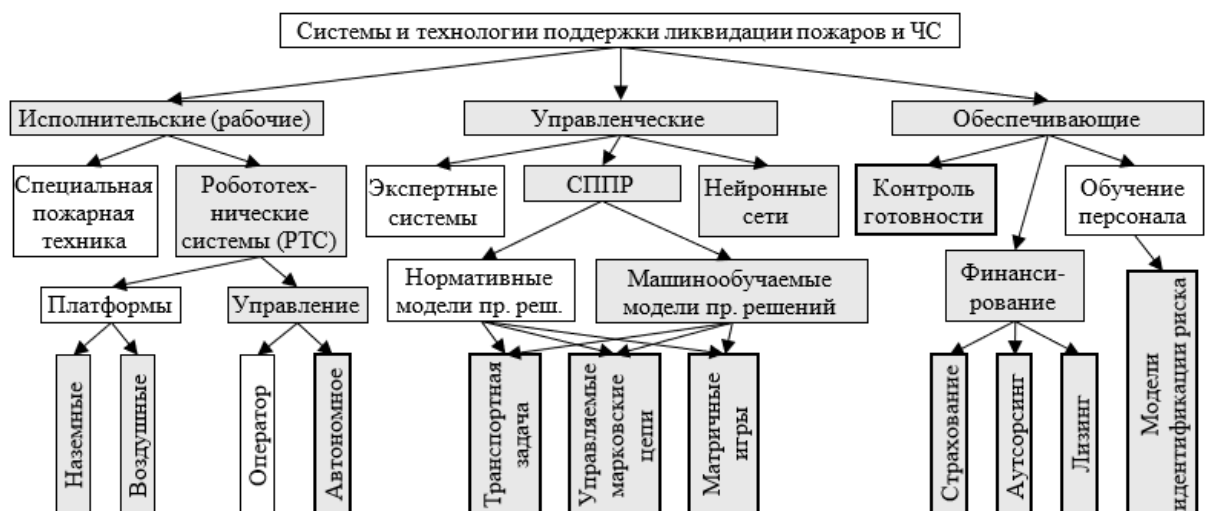 Системы и технологии поддержки ликвидации пожаров и ЧС
Исполнительские (рабочие)
Управленческие
Обеспечивающие
Специальная
пожарная
техника
Робототех-
нические
системы (РТС)
Экспертные
системы
СППР
Нейронные
сети
Контроль
готовности
Обучение
персонала
Платформы
Управление
Нормативные
модели пр. реш.
Машинообучаемые
модели пр. решений
Финанси-
рование
Наземные
Воздушные
Оператор
Автономное
Транспортная
задача
Управляемые
марковские
цепи
Матричные
игры
Страхование
Аутсорсинг
Лизинг
Модели
идентификации риска